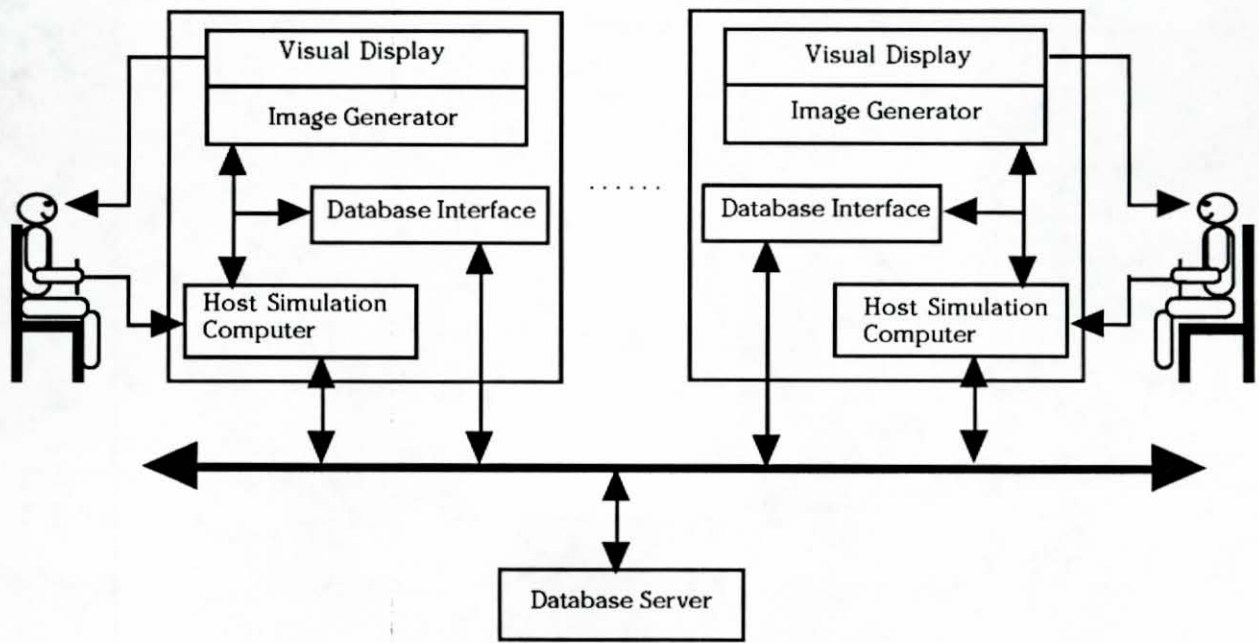 Visual Display
Image Generator
Database Interface
Host Simulation
Computer
. . . . . .
Visual Display
Image Generator
Database Interface
Host Simulation
Computer
Database Server